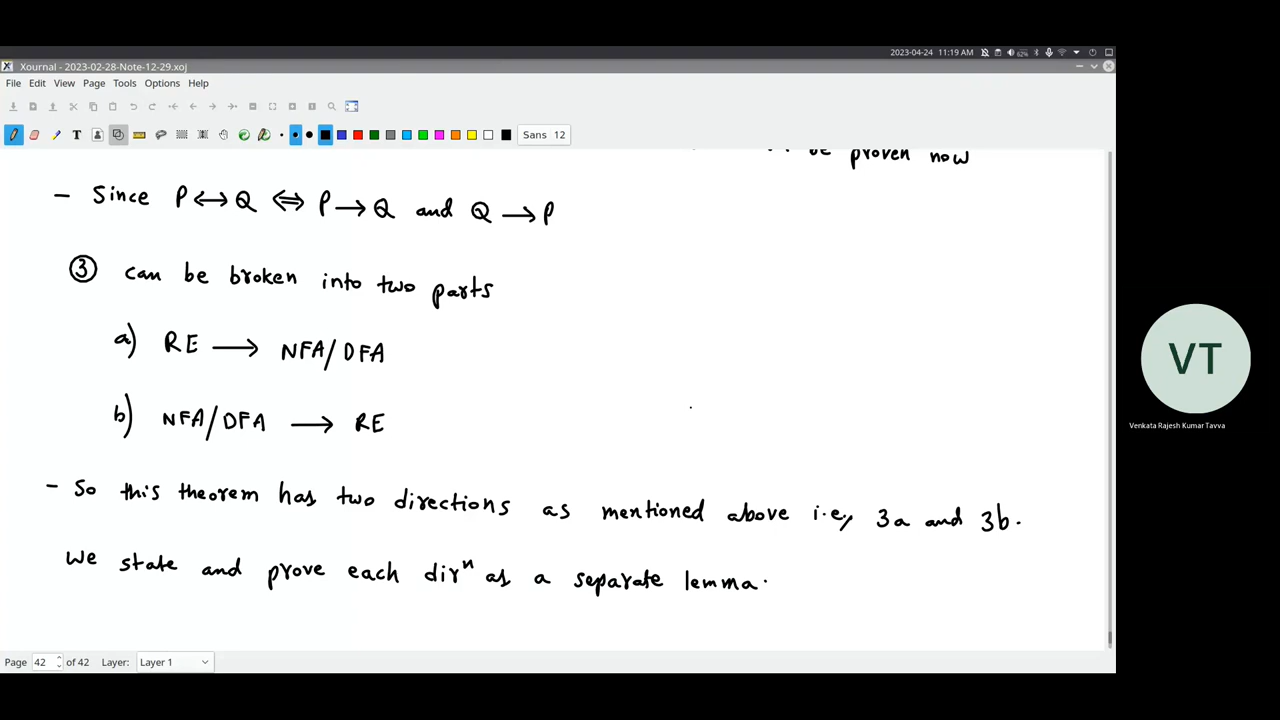 2023-04-24 11:19 AM
Xournal - 2023-02-28-Note-12-29.xoj
File Edit View Page Tools Options Help
Sans 12
be proven now
- Since P ↔ Q ⟺ P → Q and Q → P
③ can be broken into two parts
a) RE → NFA/DFA
b) NFA/DFA → RE
- So this theorem has two directions as mentioned above i.e, 3a and 3b.
We state and prove each dirⁿ as a separate lemma.
Page 42 of 42 Layer: Layer 1
VT
Venkata Rajesh Kumar Tavva